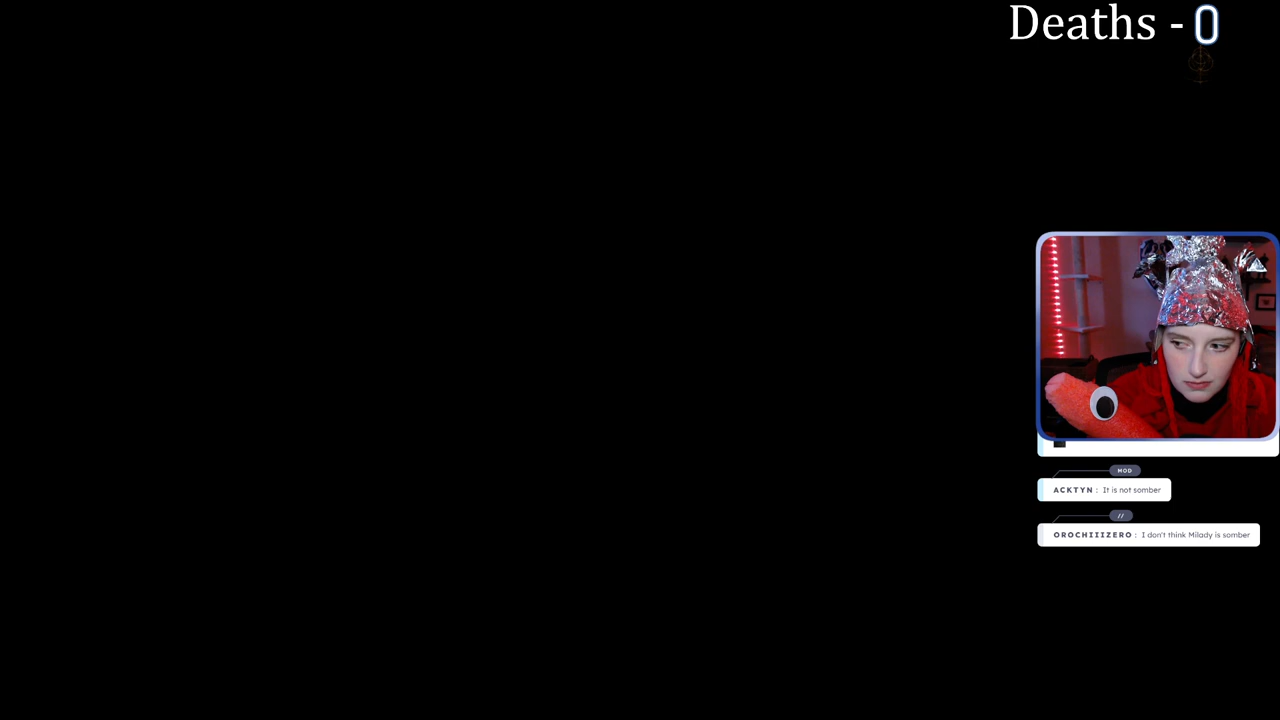 Deaths - 0
MOD
ACKTYN : It is not somber
//
OROCHIIIZERO : I don't think Milady is somber